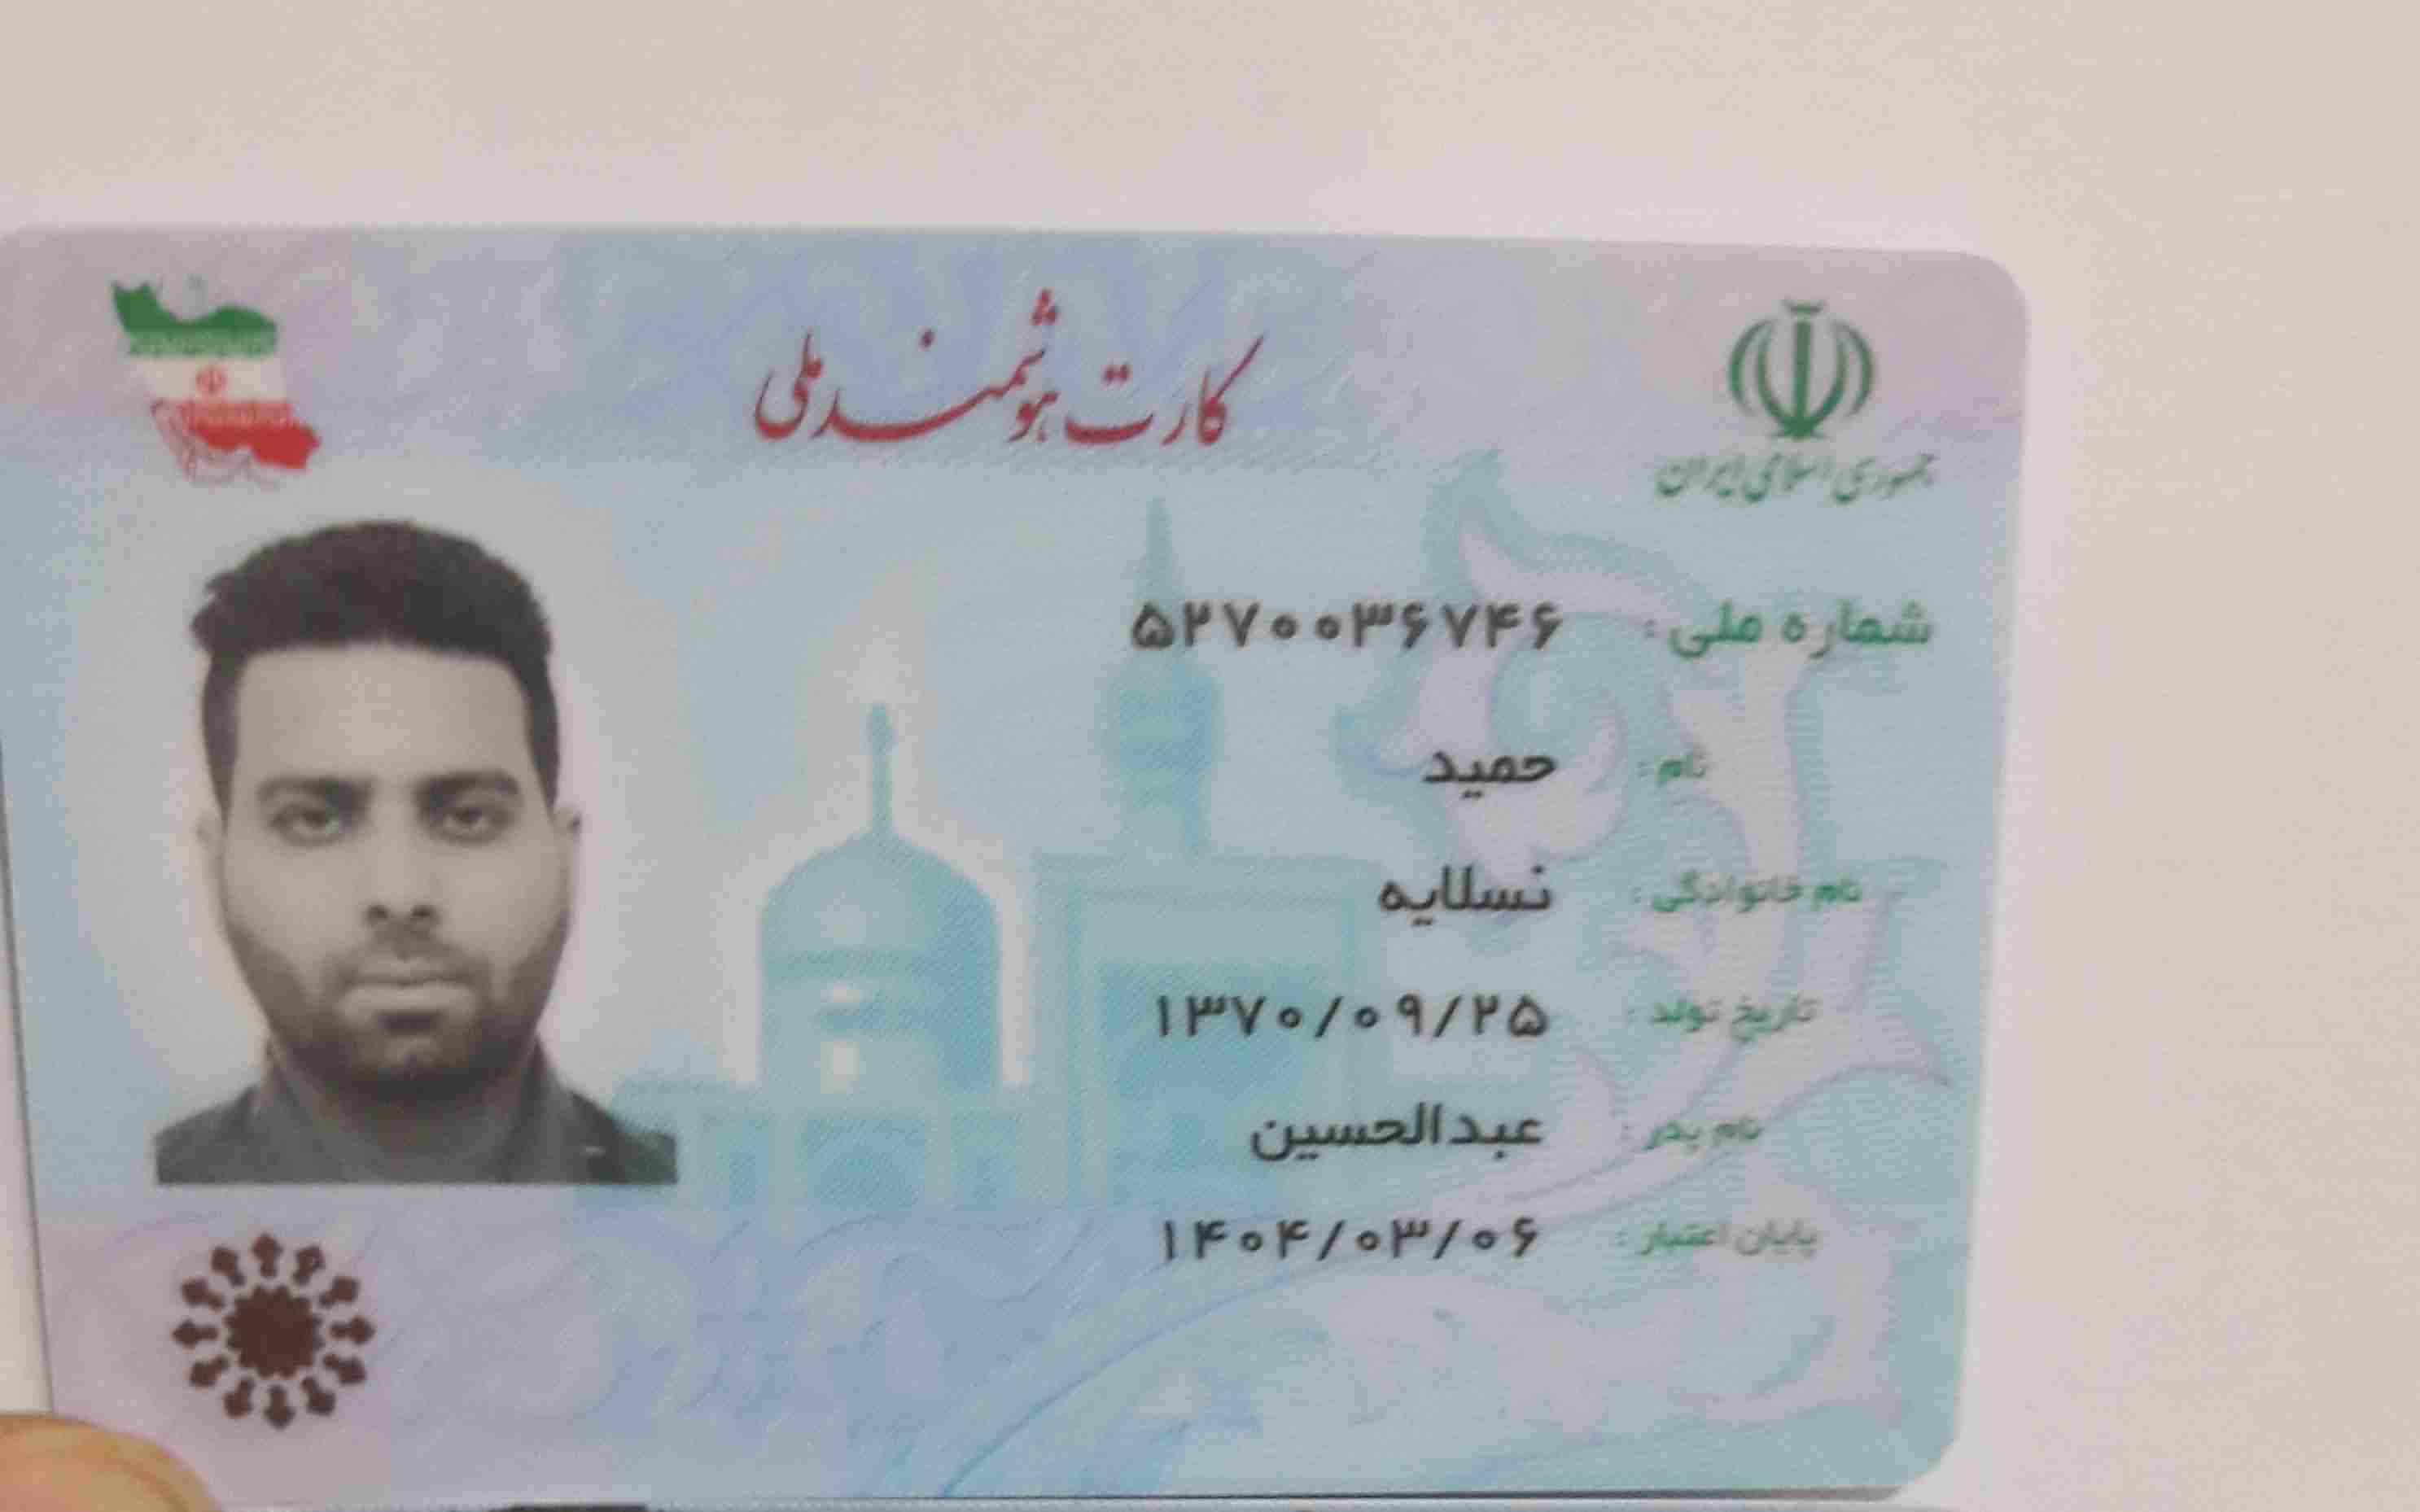 کارت هوشمند ملی
جمهوری اسلامی ایران
شماره ملی : ۵۲۷۰۰۳۶۷۴۶
نام : حمید
نام خانوادگی : نسلایه
تاریخ تولد : ۱۳۷۰/۰۹/۲۵
نام پدر : عبدالحسین
پایان اعتبار : ۱۴۰۴/۰۳/۰۶